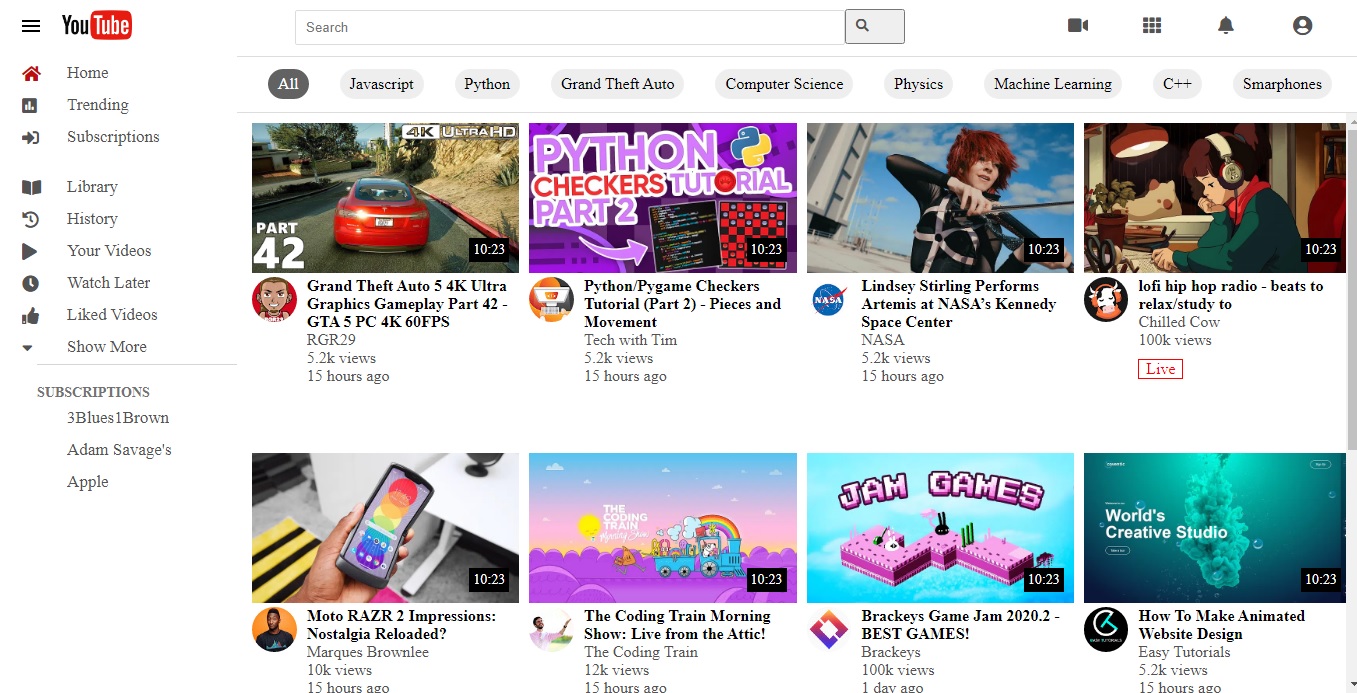 YouTube
Search
Home
Trending
Subscriptions
Library
History
Your Videos
Watch Later
Liked Videos
Show More
SUBSCRIPTIONS
3Blues1Brown
Adam Savage's
Apple
All Javascript Python Grand Theft Auto Computer Science Physics Machine Learning C++ Smarphones
4K ULTRA HD
PART
42
10:23
PYTHON
CHECKERS TUTORIAL
PART 2
10:23
10:23
10:23
RGR29
Grand Theft Auto 5 4K Ultra
Graphics Gameplay Part 42 -
GTA 5 PC 4K 60FPS
RGR29
5.2k views
15 hours ago
Python/Pygame Checkers
Tutorial (Part 2) - Pieces and
Movement
Tech with Tim
5.2k views
15 hours ago
NASA
Lindsey Stirling Performs
Artemis at NASA’s Kennedy
Space Center
NASA
5.2k views
15 hours ago
lofi hip hop radio - beats to
relax/study to
Chilled Cow
100k views
Live
10:23
THE
CODING
TRAIN
Morning
Show
10:23
JAM GAMES
10:23
World's
Creative Studio
10:23
Moto RAZR 2 Impressions:
Nostalgia Reloaded?
Marques Brownlee
10k views
15 hours ago
The Coding Train Morning
Show: Live from the Attic!
The Coding Train
12k views
15 hours ago
Brackeys Game Jam 2020.2 -
BEST GAMES!
Brackeys
100k views
1 day ago
EASY TUTORIALS
How To Make Animated
Website Design
Easy Tutorials
5.2k views
15 hours ago